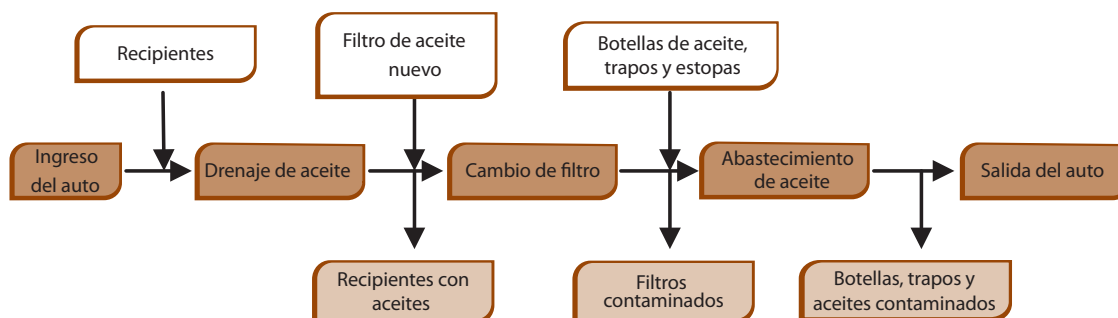 Recipientes
Filtro de aceite
nuevo
Botellas de aceite,
trapos y estopas
Ingreso
del auto
Drenaje de aceite
Cambio de filtro
Abastecimiento
de aceite
Salida del auto
Recipientes con
aceites
Filtros
contaminados
Botellas, trapos y
aceites contaminados